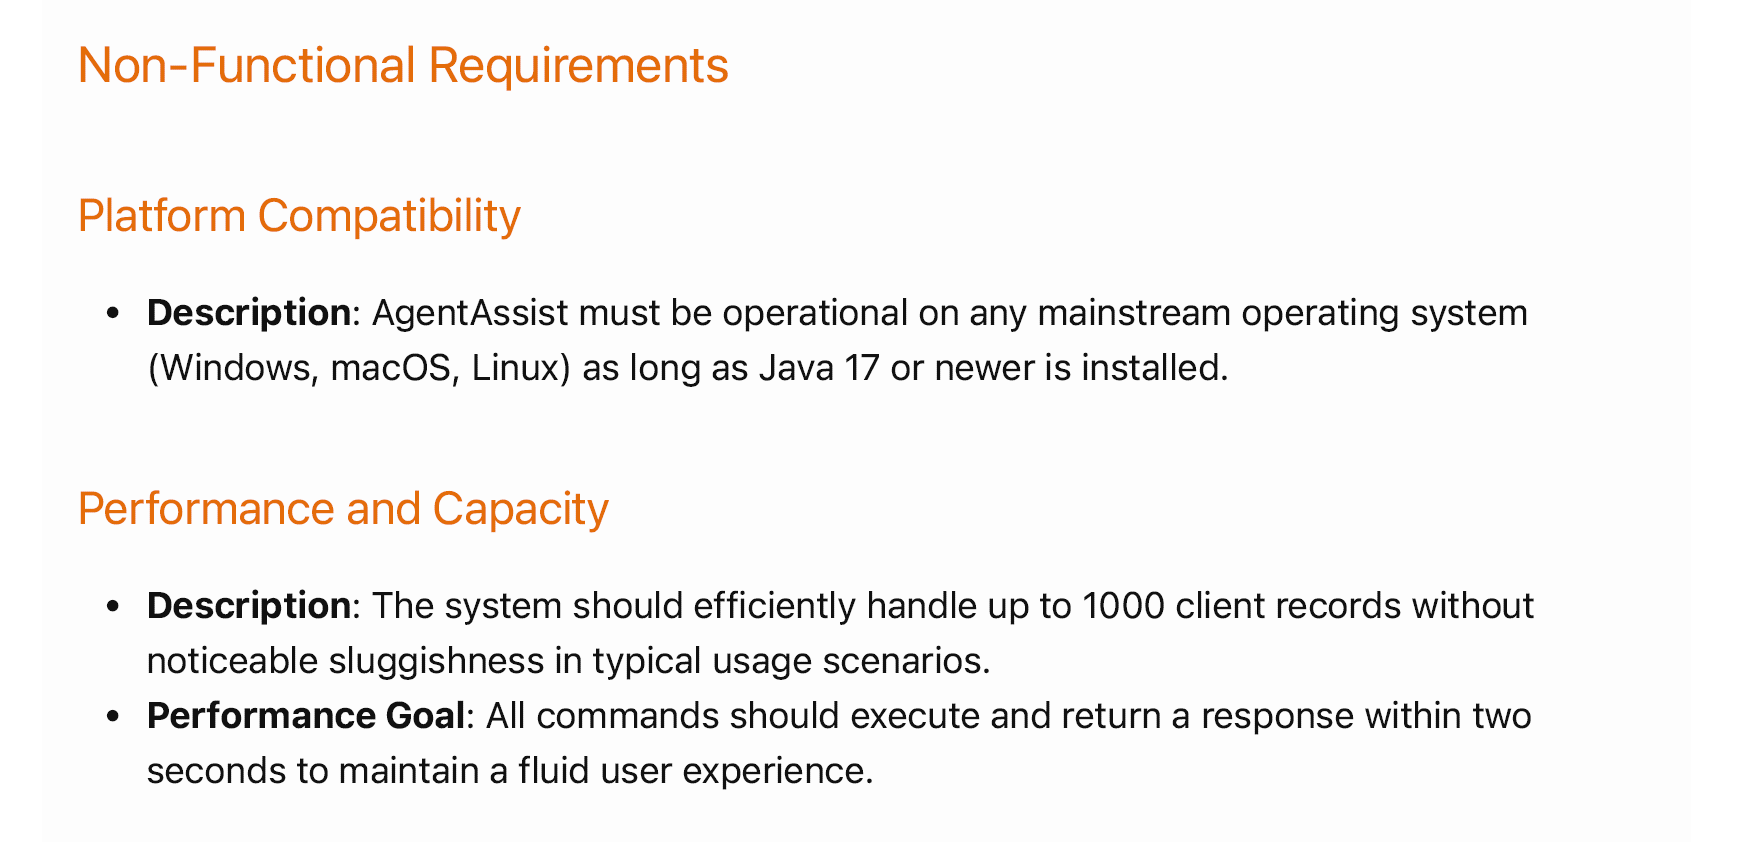 Non-Functional Requirements
Platform Compatibility
• Description: AgentAssist must be operational on any mainstream operating system
(Windows, macOS, Linux) as long as Java 17 or newer is installed.
Performance and Capacity
• Description: The system should efficiently handle up to 1000 client records without
noticeable sluggishness in typical usage scenarios.
• Performance Goal: All commands should execute and return a response within two
seconds to maintain a fluid user experience.